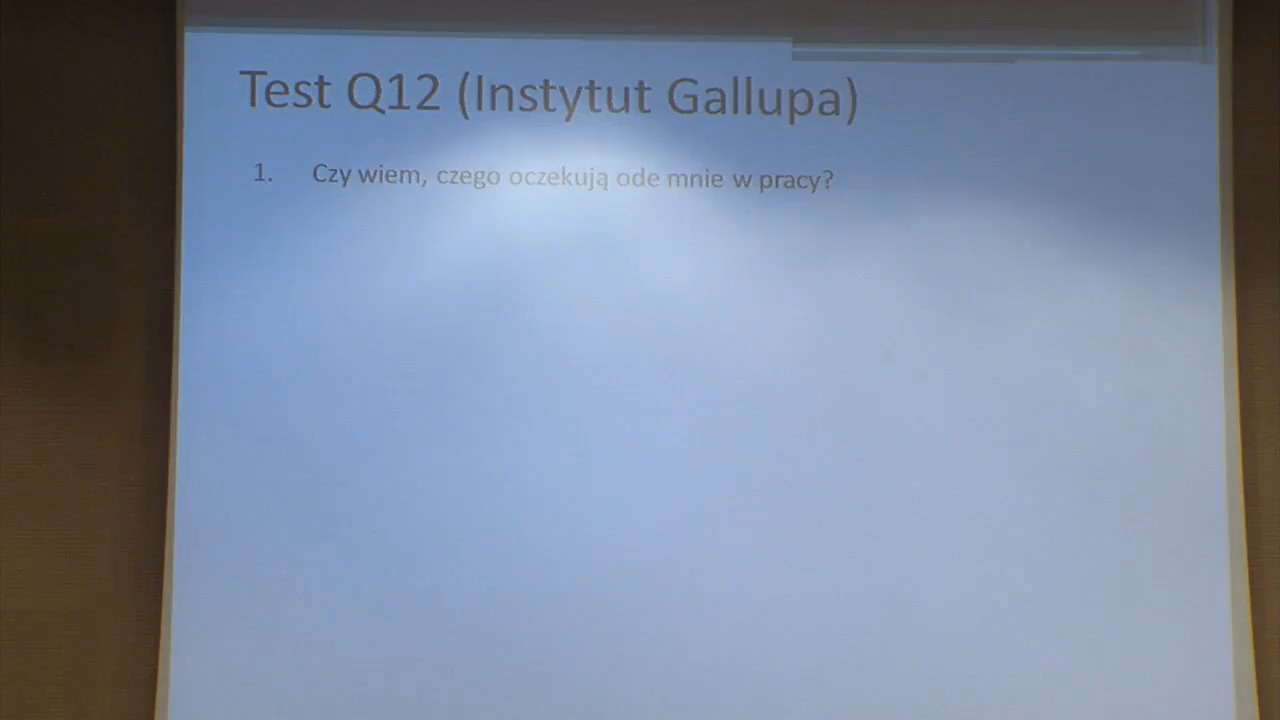 Test Q12 (Instytut Gallupa)
1. Czy wiem, czego oczekują ode mnie w pracy?